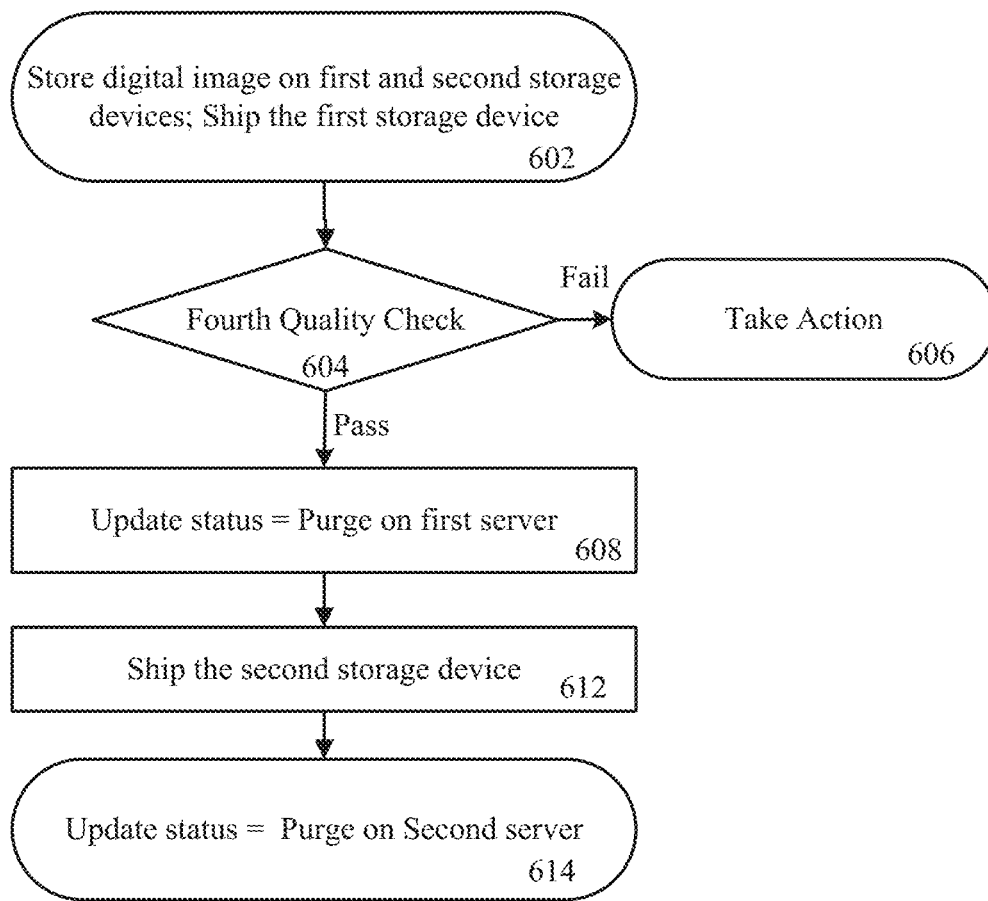 Store digital image on first and second storage
devices; Ship the first storage device
602
Fourth Quality Check
604
Fail
Take Action
606
Pass
Update status = Purge on first server
608
Ship the second storage device
612
Update status = Purge on Second server
614